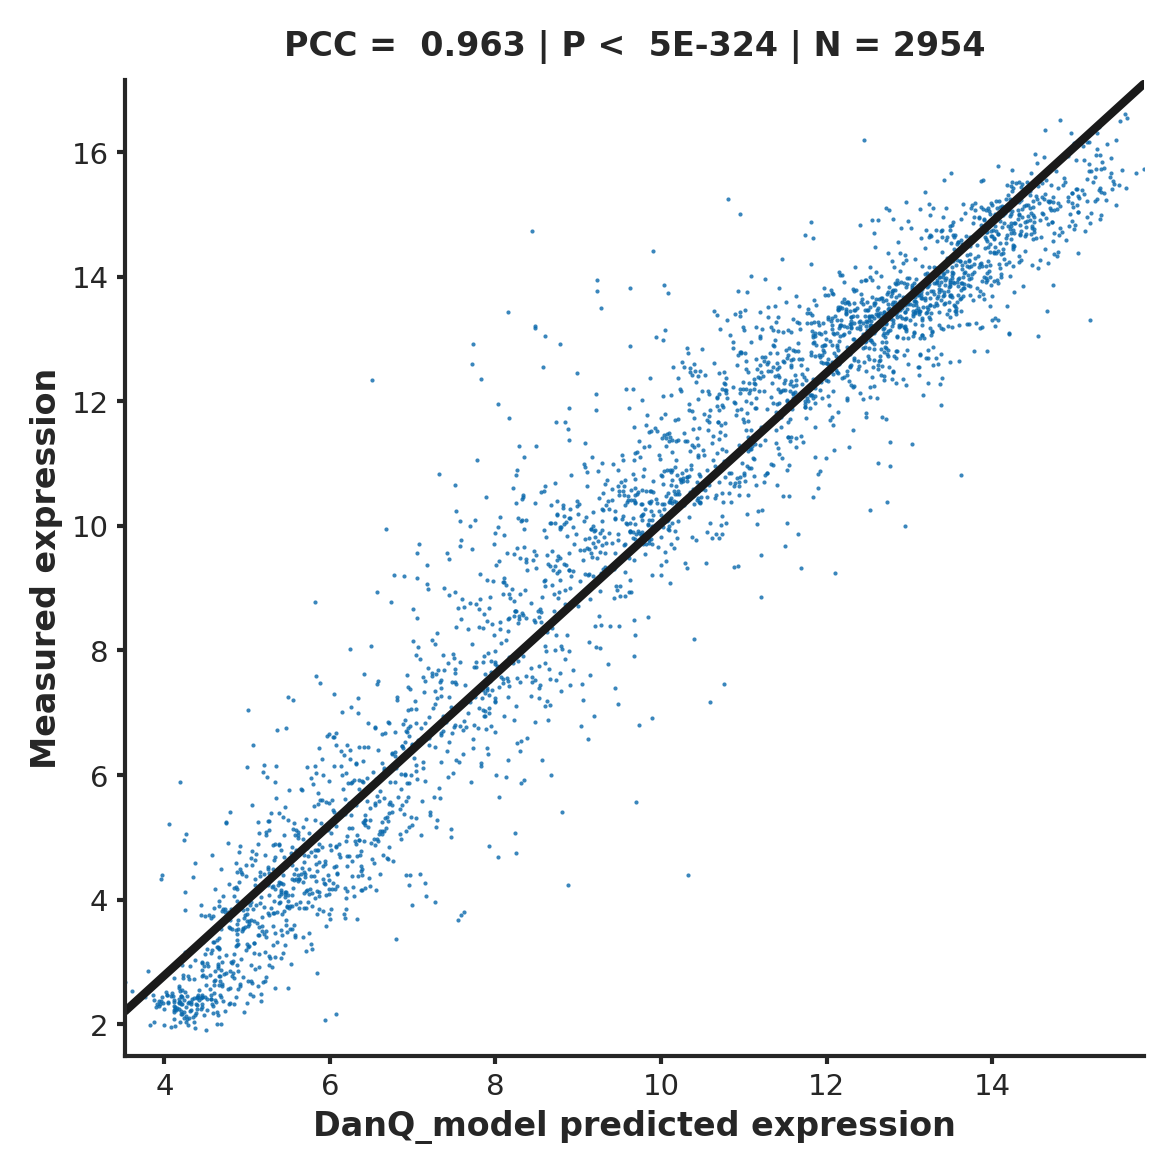 PCC =  0.963 | P <  5E-324 | N = 2954
Measured expression
16
14
12
10
8
6
4
2
4 6 8 10 12 14
DanQ_model predicted expression